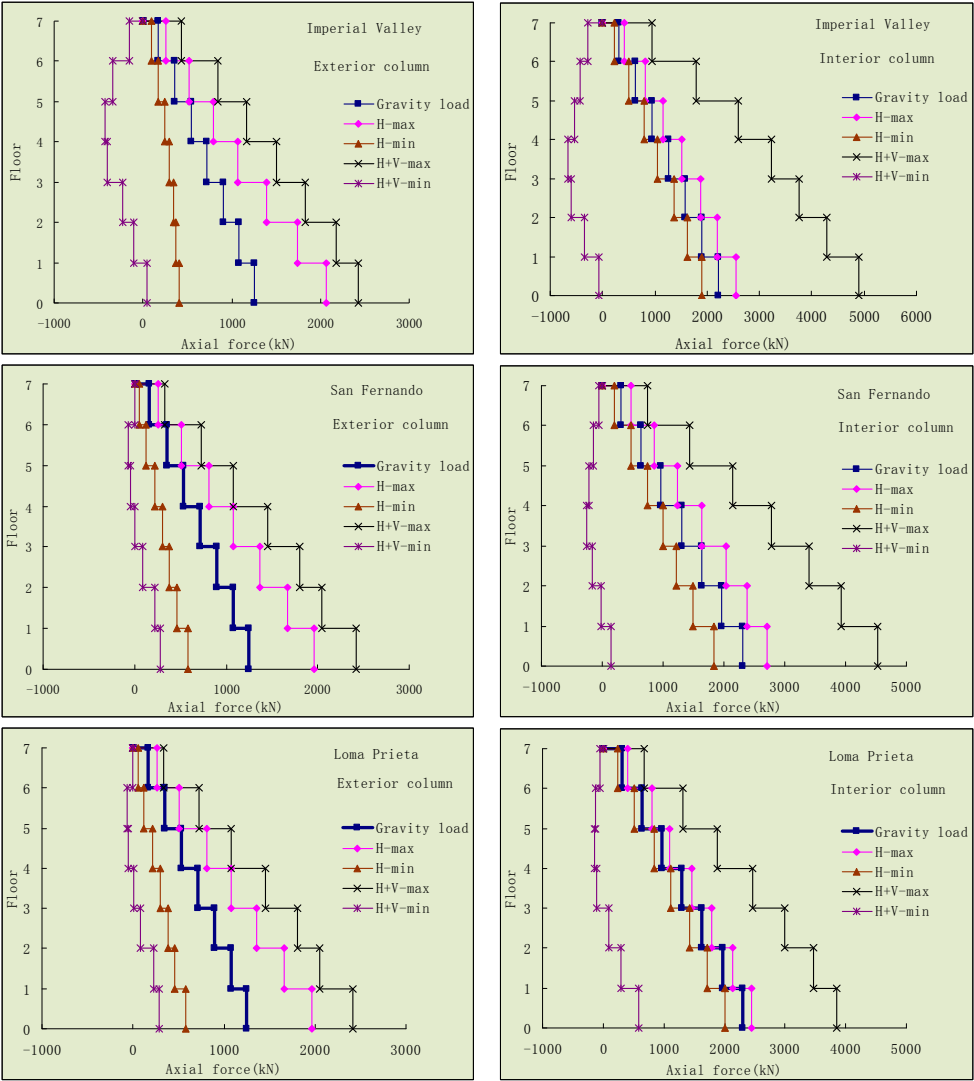 Imperial Valley
Exterior column
Gravity load
H-max
H-min
H+V-max
H+V-min
Floor
7
6
5
4
3
2
1
0
-1000 0 1000 2000 3000
Axial force(kN)
Imperial Valley
Interior column
Gravity load
H-max
H-min
H+V-max
H+V-min
Floor
7
6
5
4
3
2
1
0
-1000 0 1000 2000 3000 4000 5000 6000
Axial force(kN)
San Fernando
Exterior column
Gravity load
H-max
H-min
H+V-max
H+V-min
Floor
7
6
5
4
3
2
1
0
-1000 0 1000 2000 3000
Axial force(kN)
San Fernando
Interior column
Gravity load
H-max
H-min
H+V-max
H+V-min
Floor
7
6
5
4
3
2
1
0
-1000 0 1000 2000 3000 4000 5000
Axial force(kN)
Loma Prieta
Exterior column
Gravity load
H-max
H-min
H+V-max
H+V-min
Floor
7
6
5
4
3
2
1
0
-1000 0 1000 2000 3000
Axial force(kN)
Loma Prieta
Interior column
Gravity load
H-max
H-min
H+V-max
H+V-min
Floor
7
6
5
4
3
2
1
0
-1000 0 1000 2000 3000 4000 5000
Axial force(kN)